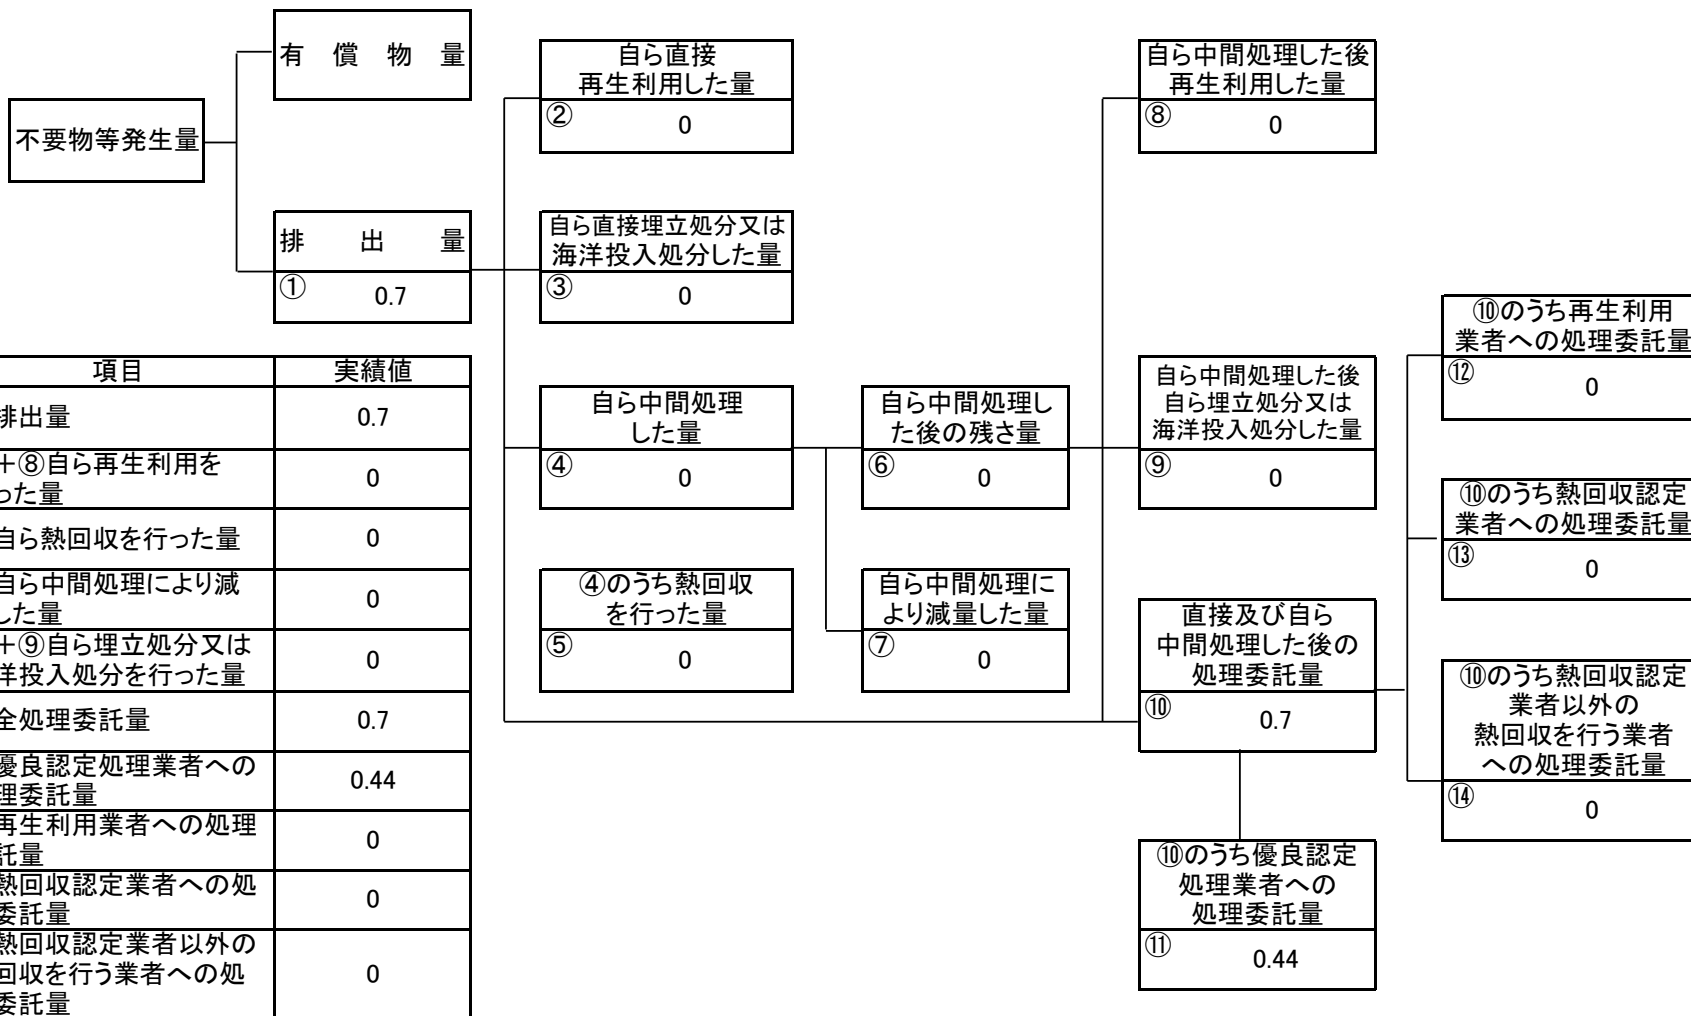 有償物量
不要物等発生量
排出量
① 0.7
自ら直接
再生利用した量
② 0
自ら直接埋立処分又は
海洋投入処分した量
③ 0
自ら中間処理
した量
④ 0
④のうち熱回収
を行った量
⑤ 0
自ら中間処理し
た後の残さ量
⑥ 0
自ら中間処理に
より減量した量
⑦ 0
自ら中間処理した後
再生利用した量
⑧ 0
自ら中間処理した後
自ら埋立処分又は
海洋投入処分した量
⑨ 0
直接及び自ら
中間処理した後の
処理委託量
⑩ 0.7
⑩のうち優良認定
処理業者への
処理委託量
⑪ 0.44
⑩のうち再生利用
業者への処理委託量
⑫ 0
⑩のうち熱回収認定
業者への処理委託量
⑬ 0
⑩のうち熱回収認定
業者以外の
熱回収を行う業者
への処理委託量
⑭ 0
項目 実績値
排出量 0.7
+⑧自ら再生利用を
った量 0
自ら熱回収を行った量 0
自ら中間処理により減
した量 0
+⑨自ら埋立処分又は
洋投入処分を行った量 0
全処理委託量 0.7
優良認定処理業者への
理委託量 0.44
再生利用業者への処理
託量 0
熱回収認定業者への処
委託量 0
熱回収認定業者以外の
回収を行う業者への処
委託量 0